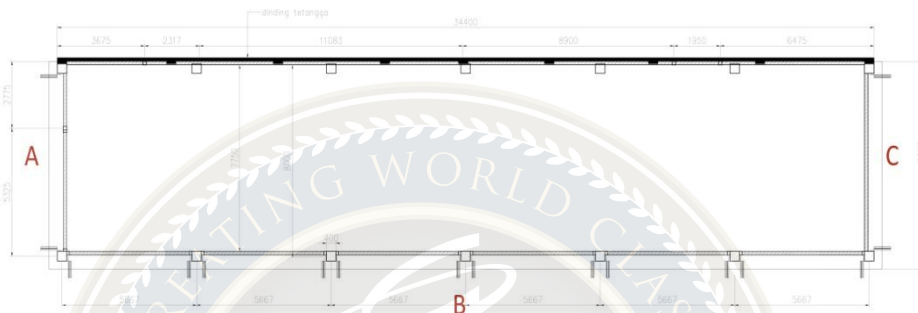 dinding tetangga
34400
3675 2317 11083 8900 1950 6475
2775
5325
A
C
400
B
5667 5667 5667 5667 5667 5667
CREATING WORLD CLASS